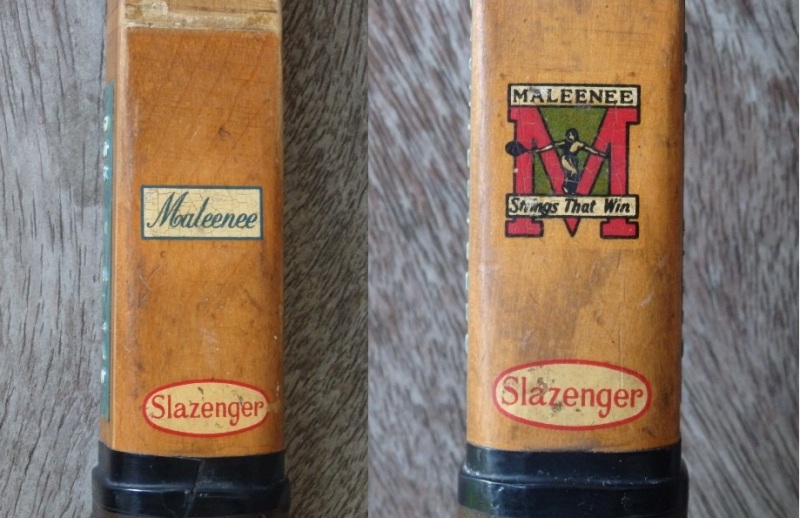 Maleenee
Slazenger
MALEENEE
Strings That Win
Slazenger